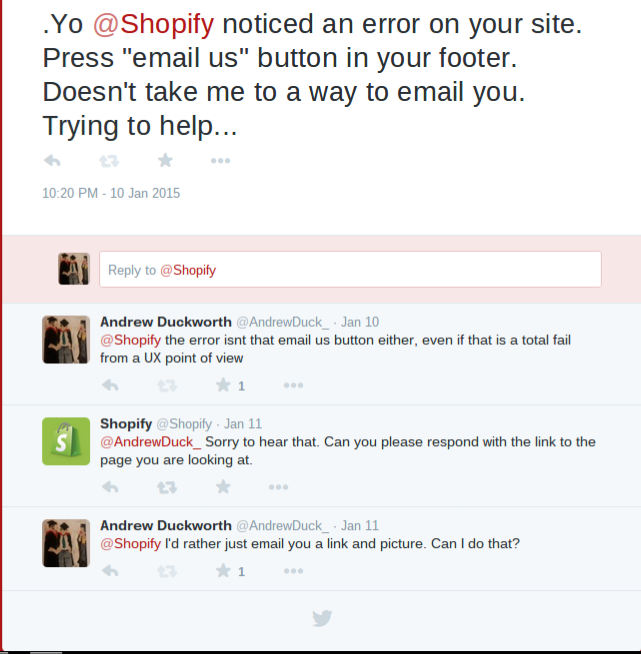 .Yo @Shopify noticed an error on your site.
Press "email us" button in your footer.
Doesn't take me to a way to email you.
Trying to help...
10:20 PM - 10 Jan 2015
Reply to @Shopify
Andrew Duckworth @AndrewDuck_ · Jan 10
@Shopify the error isnt that email us button either, even if that is a total fail
from a UX point of view
1
Shopify @Shopify · Jan 11
@AndrewDuck_ Sorry to hear that. Can you please respond with the link to the
page you are looking at.
Andrew Duckworth @AndrewDuck_ · Jan 11
@Shopify I'd rather just email you a link and picture. Can I do that?
1